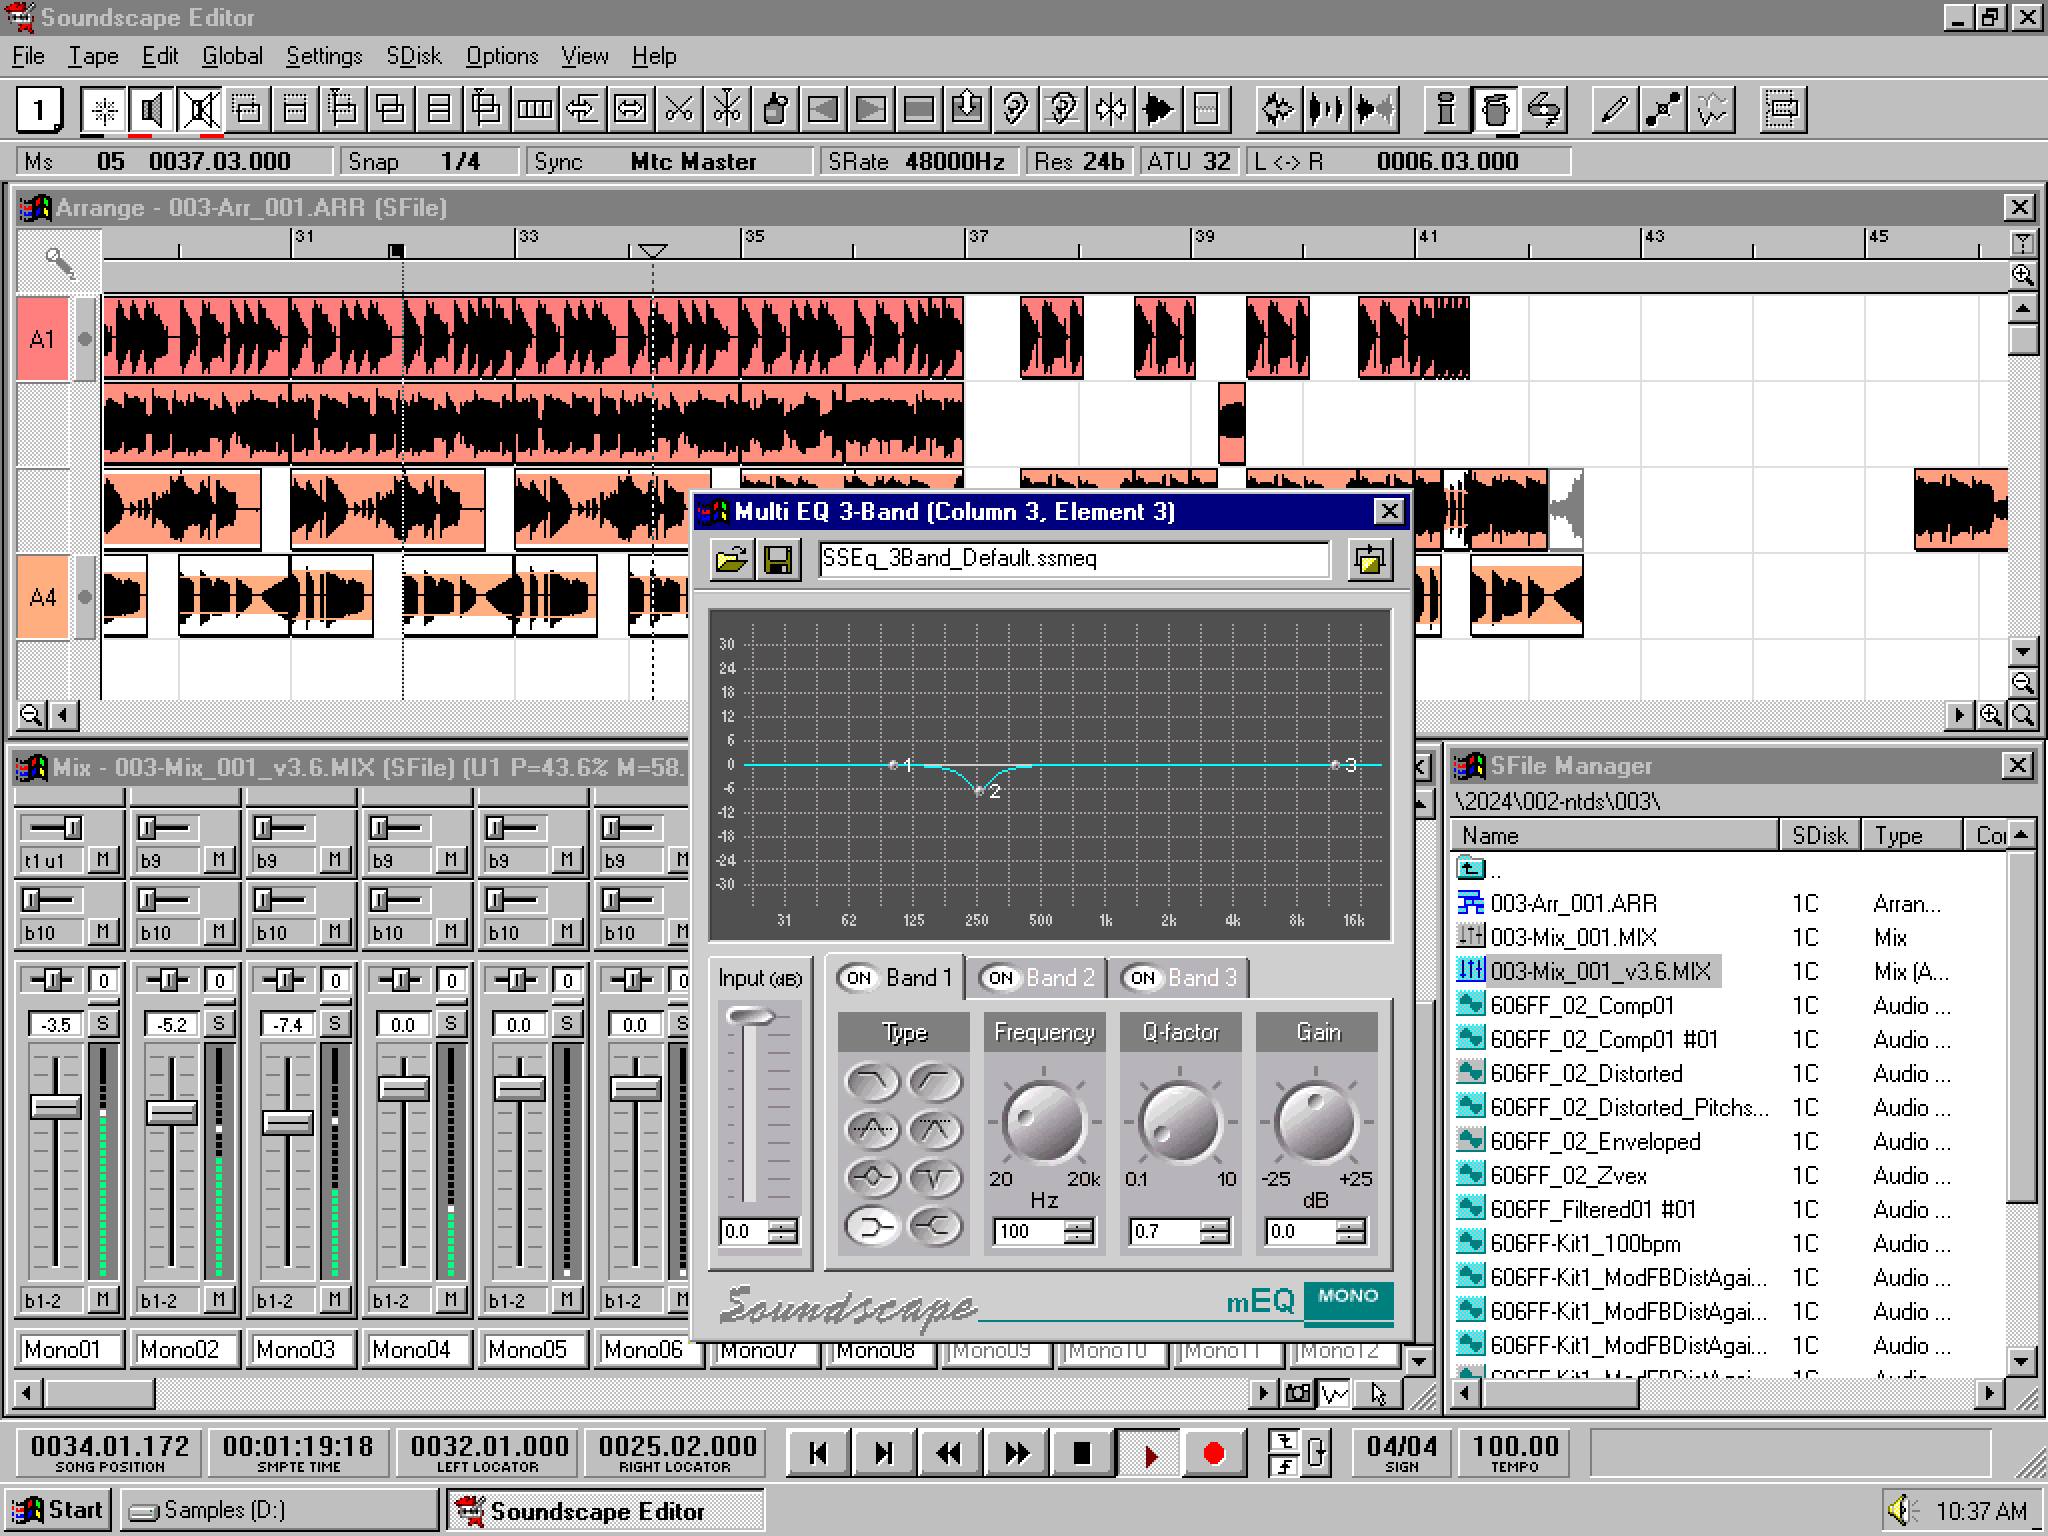 Soundscape Editor
File Tape Edit Global Settings SDisk Options View Help
1
Ms 05 0037.03.000 Snap 1/4 Sync Mtc Master SRate 48000Hz Res 24b ATU 32 L <-> R 0006.03.000
Arrange - 003-Arr_001.ARR (SFile)
31 33 35 37 39 41 43 45
A1
A4
Multi EQ 3-Band (Column 3, Element 3)
SSEq_3Band_Default.ssmeq
30
24
18
12
6
0
-6
-12
-18
-24
-30
1 2 3
31 62 125 250 500 1k 2k 4k 8k 16k
Input (dB)
ON Band 1 ON Band 2 ON Band 3
Type Frequency Q-factor Gain
20 20k 0.1 10 -25 +25
Hz dB
0.0 100 0.7 0.0
Soundscape mEQ MONO
Mix - 003-Mix_001_v3.6.MIX (SFile) (U1 P=43.6% M=58.
t1 u1 M b9 M b9 M b9 M b9 M b9 M
b10 M b10 M b10 M b10 M b10 M b10 M
0 0 0 0 0
-3.5 S -5.2 S -7.4 S 0.0 S 0.0 S 0.0 S
b1-2 M b1-2 M b1-2 M b1-2 M b1-2 M b1-2 M
Mono01 Mono02 Mono03 Mono04 Mono05 Mono06 Mono07 Mono08 Mono09 Mono10 Mono11 Mono12
SFile Manager
\2024\002-ntds\003\
Name SDisk Type Co
..
003-Arr_001.ARR 1C Arran...
003-Mix_001.MIX 1C Mix
003-Mix_001_v3.6.MIX 1C Mix (A...
606FF_02_Comp01 1C Audio ...
606FF_02_Comp01 #01 1C Audio ...
606FF_02_Distorted 1C Audio ...
606FF_02_Distorted_Pitchs... 1C Audio ...
606FF_02_Enveloped 1C Audio ...
606FF_02_Zvex 1C Audio ...
606FF_Filtered01 #01 1C Audio ...
606FF-Kit1_100bpm 1C Audio ...
606FF-Kit1_ModFBDistAgai... 1C Audio ...
606FF-Kit1_ModFBDistAgai... 1C Audio ...
606FF-Kit1_ModFBDistAgai... 1C Audio ...
0034.01.172 00:01:19:18 0032.01.000 0025.02.000 04/04 100.00
SONG POSITION SMPTE TIME LEFT LOCATOR RIGHT LOCATOR SIGN TEMPO
Start Samples (D:) Soundscape Editor 10:37 AM